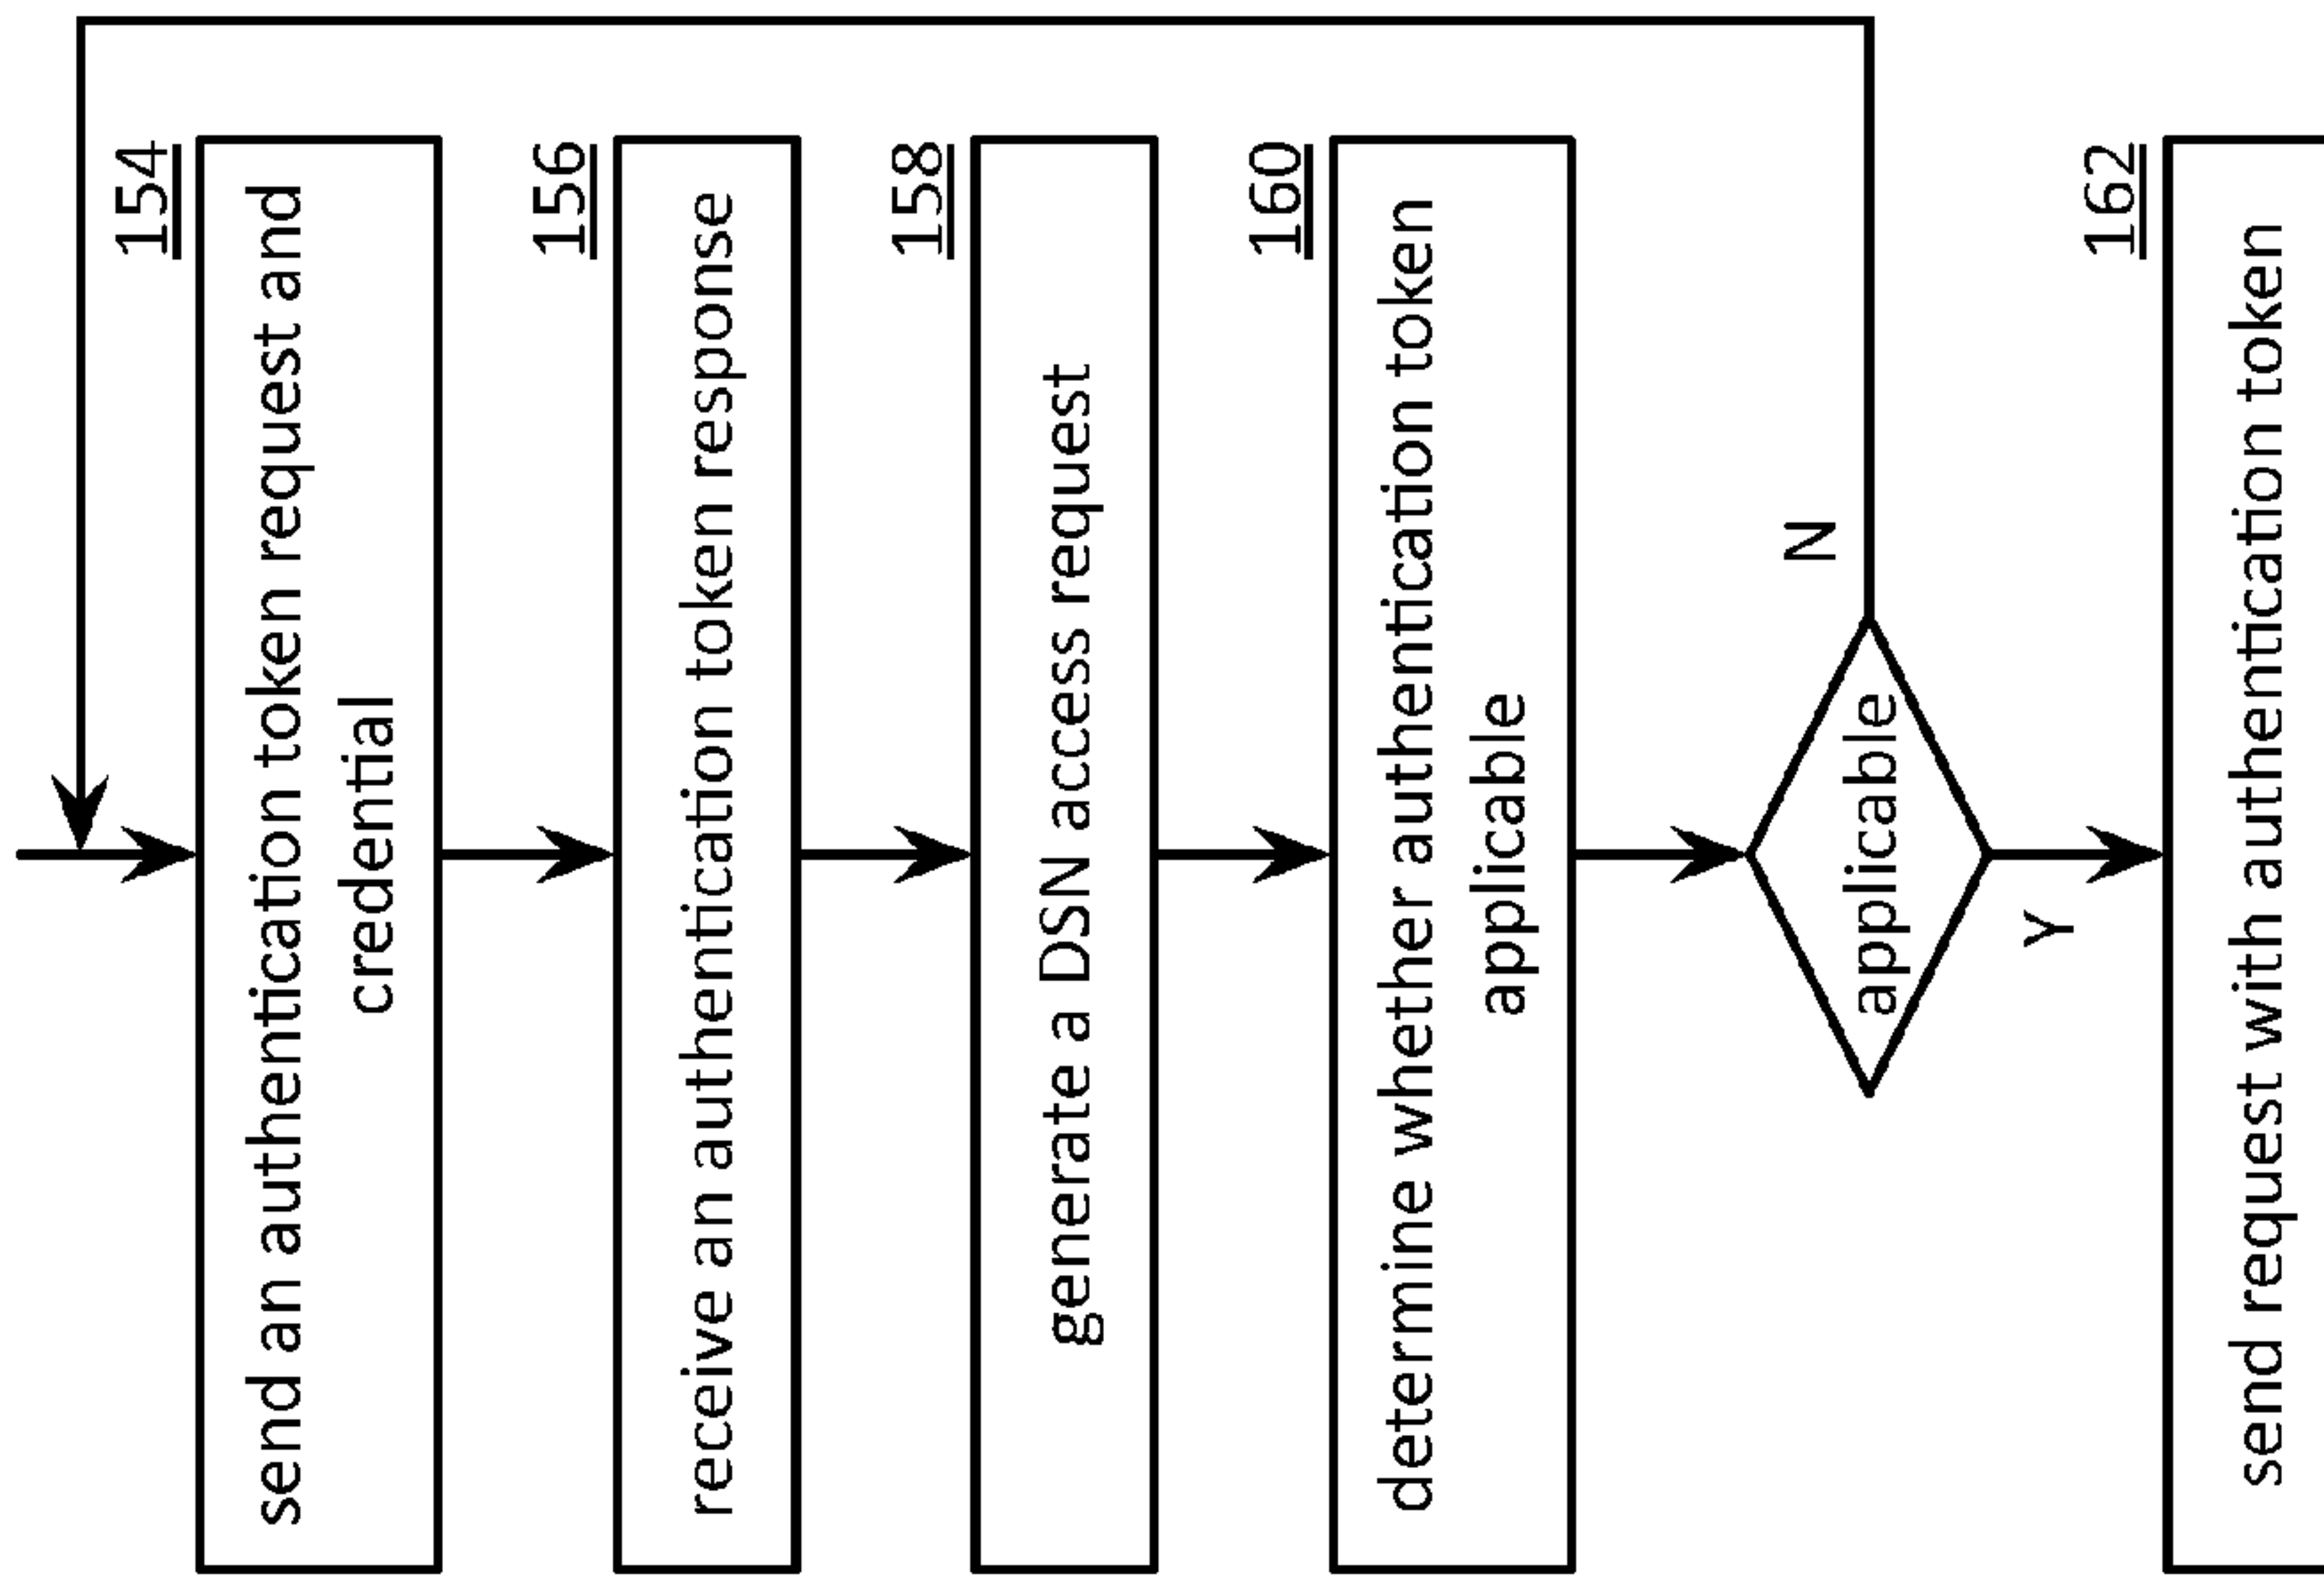 154
send an authentication token request and
credential
156
receive an authentication token response
158
generate a DSN access request
160
determine whether authentication token
applicable
applicable
N
Y
162
send request with authentication token